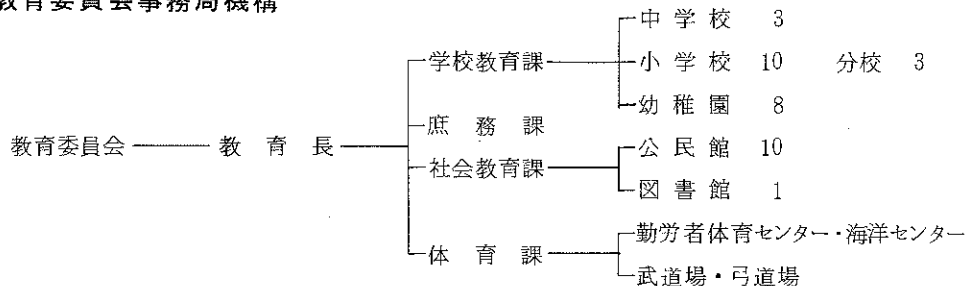 教育委員会事務局機構
中学校 3
学校教育課 小学校 10 分校 3
幼稚園 8
庶務課
教育委員会 教育長
公民館 10
社会教育課
図書館 1
勤労者体育センター・海洋センター
体育課
武道場・弓道場